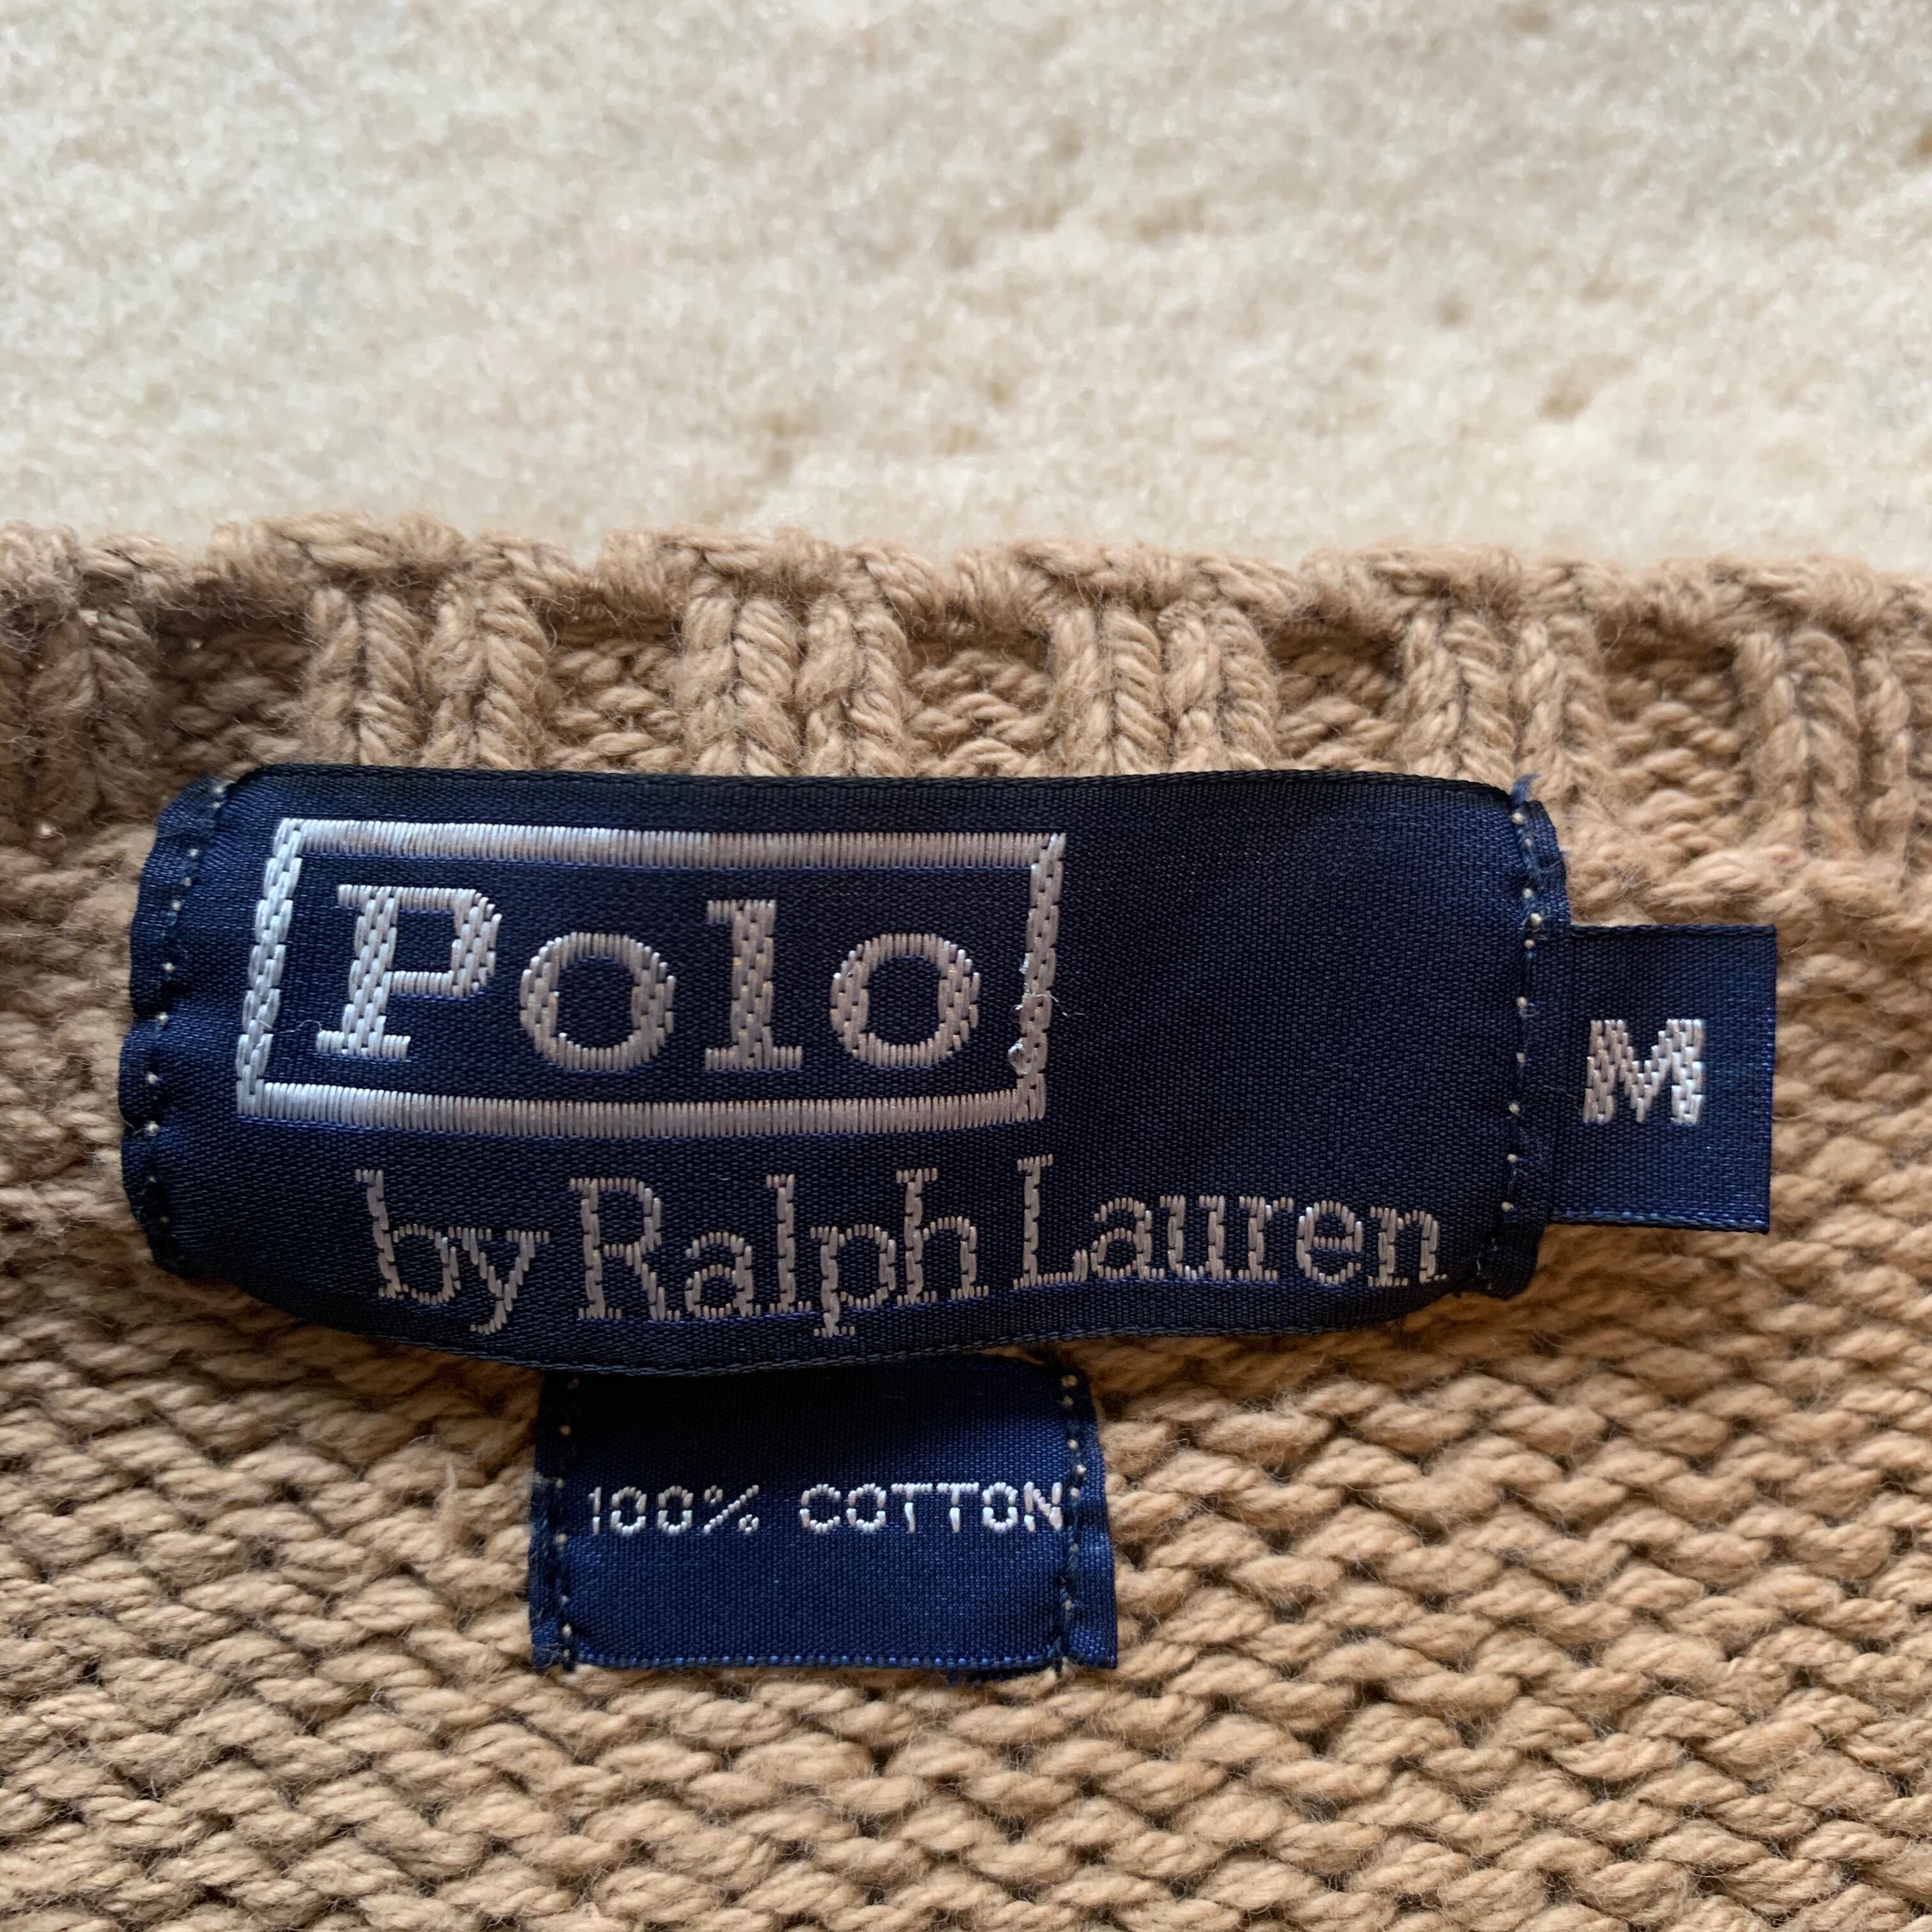 Polo
by Ralph Lauren
M
100% COTTON